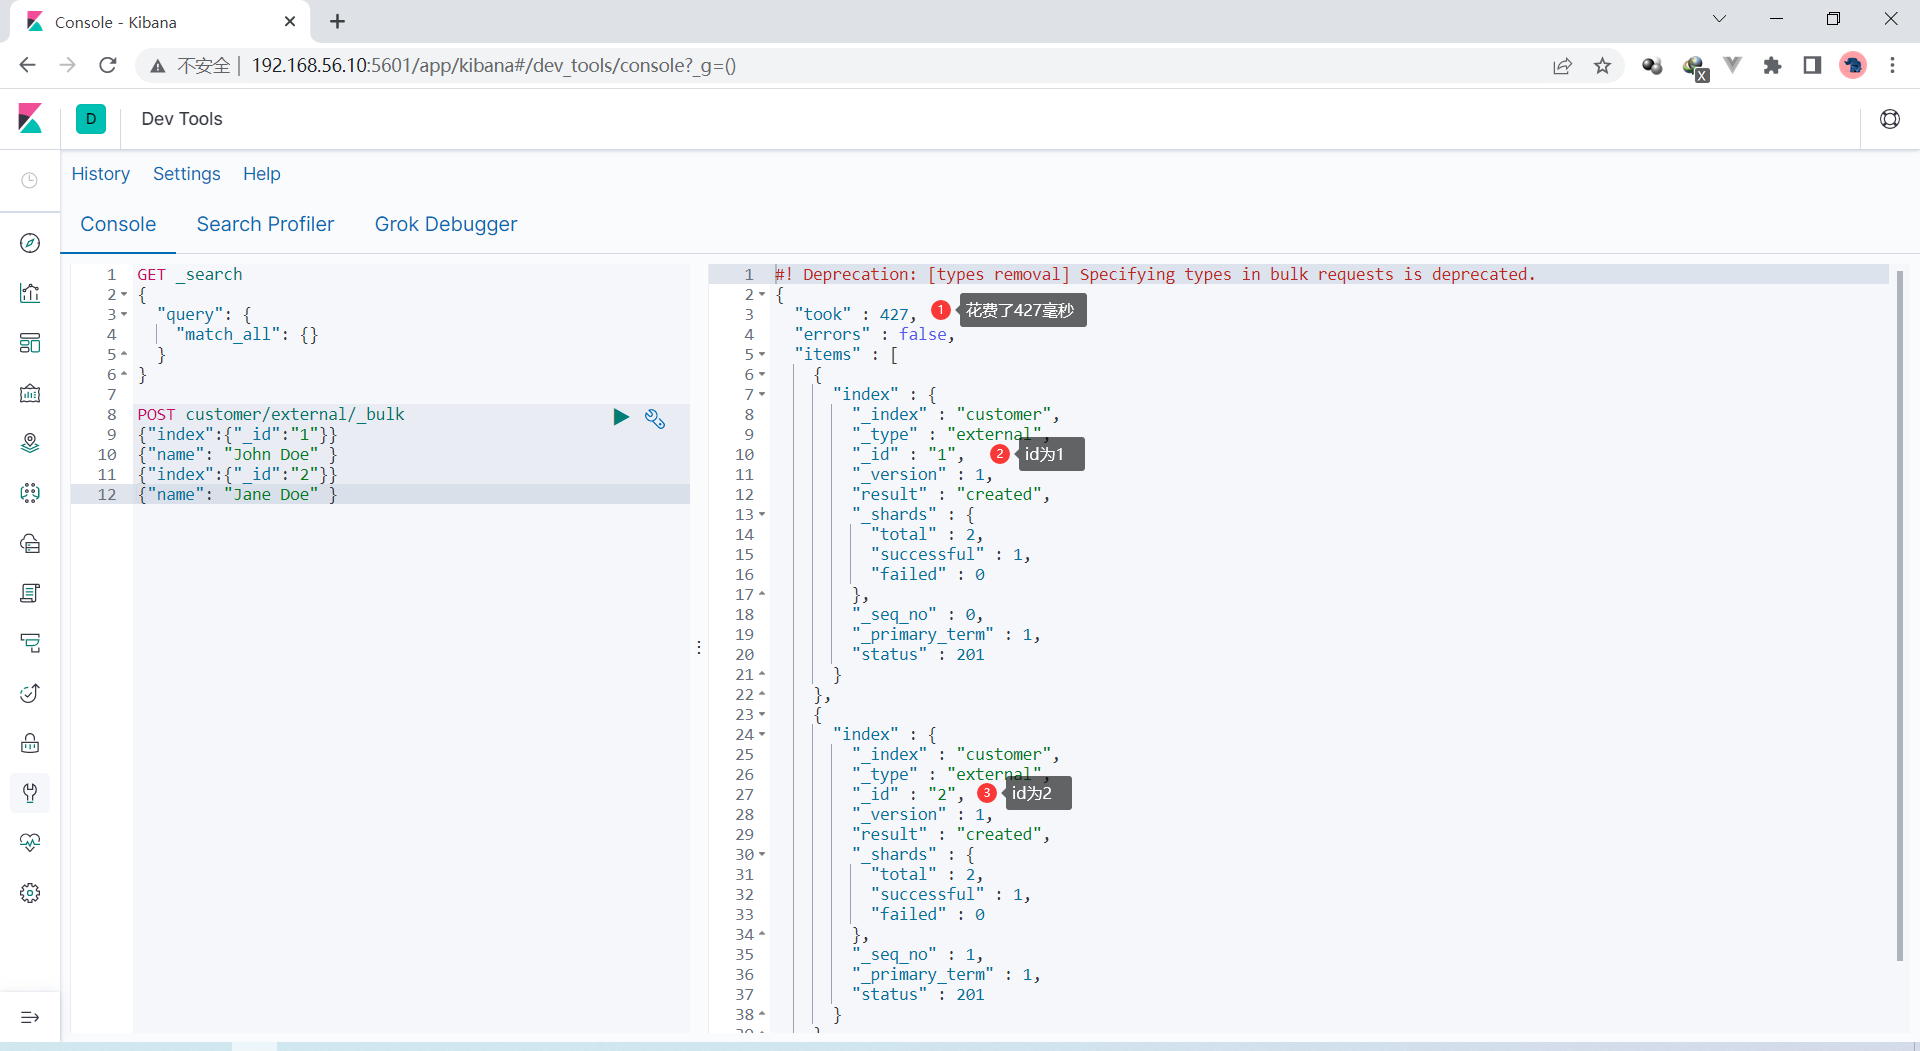 Console - Kibana
不安全 192.168.56.10:5601/app/kibana#/dev_tools/console?_g=()
X
D
Dev Tools
History Settings Help
Console Search Profiler Grok Debugger
1 GET _search
2 {
3 "query": {
4 "match_all": {}
5 }
6 }
7
8 POST customer/external/_bulk
9 {"index":{"_id":"1"}}
10 {"name": "John Doe" }
11 {"index":{"_id":"2"}}
12 {"name": "Jane Doe" }
1 #! Deprecation: [types removal] Specifying types in bulk requests is deprecated.
2 {
3 "took" : 427, 1 花费了427毫秒
4 "errors" : false,
5 "items" : [
6 {
7 "index" : {
8 "_index" : "customer",
9 "_type" : "external",
10 "_id" : "1", 2 id为1
11 "_version" : 1,
12 "result" : "created",
13 "_shards" : {
14 "total" : 2,
15 "successful" : 1,
16 "failed" : 0
17 },
18 "_seq_no" : 0,
19 "_primary_term" : 1,
20 "status" : 201
21 }
22 },
23 {
24 "index" : {
25 "_index" : "customer",
26 "_type" : "external",
27 "_id" : "2", 3 id为2
28 "_version" : 1,
29 "result" : "created",
30 "_shards" : {
31 "total" : 2,
32 "successful" : 1,
33 "failed" : 0
34 },
35 "_seq_no" : 1,
36 "_primary_term" : 1,
37 "status" : 201
38 }